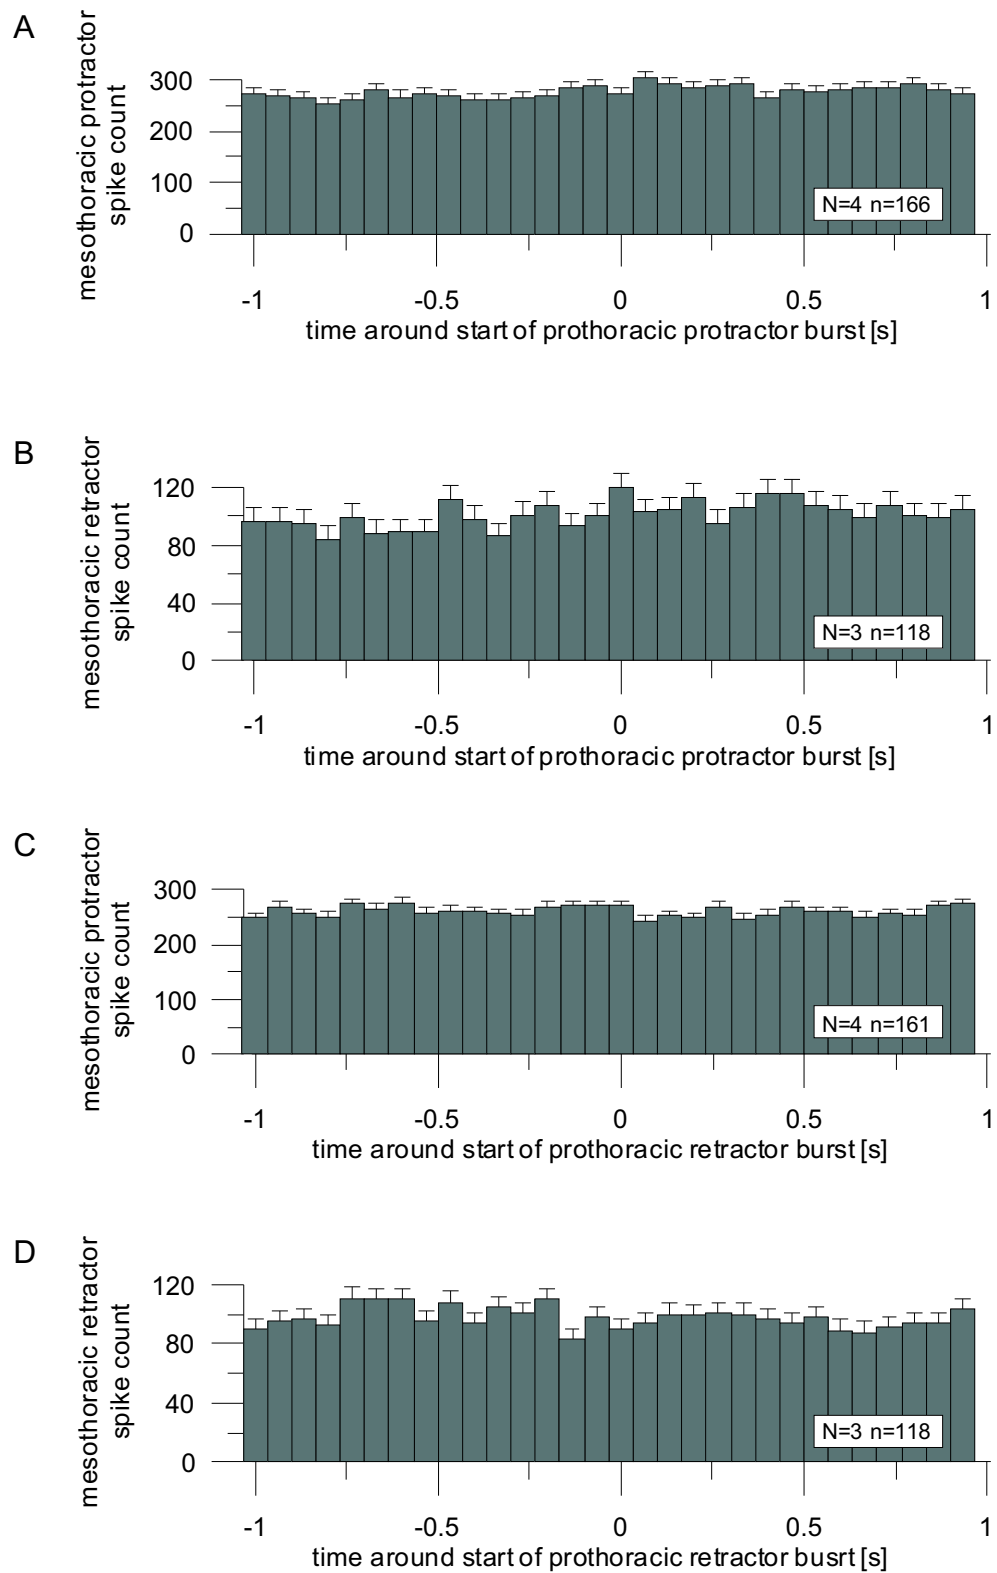 A
mesothoracic protractor
spike count
300
200
100
0
N=4 n=166
-1
-0.5
0
0.5
1
time around start of prothoracic protractor burst [s]
B
mesothoracic retractor
spike count
120
80
40
0
N=3 n=118
-1
-0.5
0
0.5
1
time around start of prothoracic protractor burst [s]
C
mesothoracic protractor
spike count
300
200
100
0
N=4 n=161
-1
-0.5
0
0.5
1
time around start of prothoracic retractor burst [s]
D
mesothoracic retractor
spike count
120
80
40
0
N=3 n=118
-1
-0.5
0
0.5
1
time around start of prothoracic retractor busrt [s]